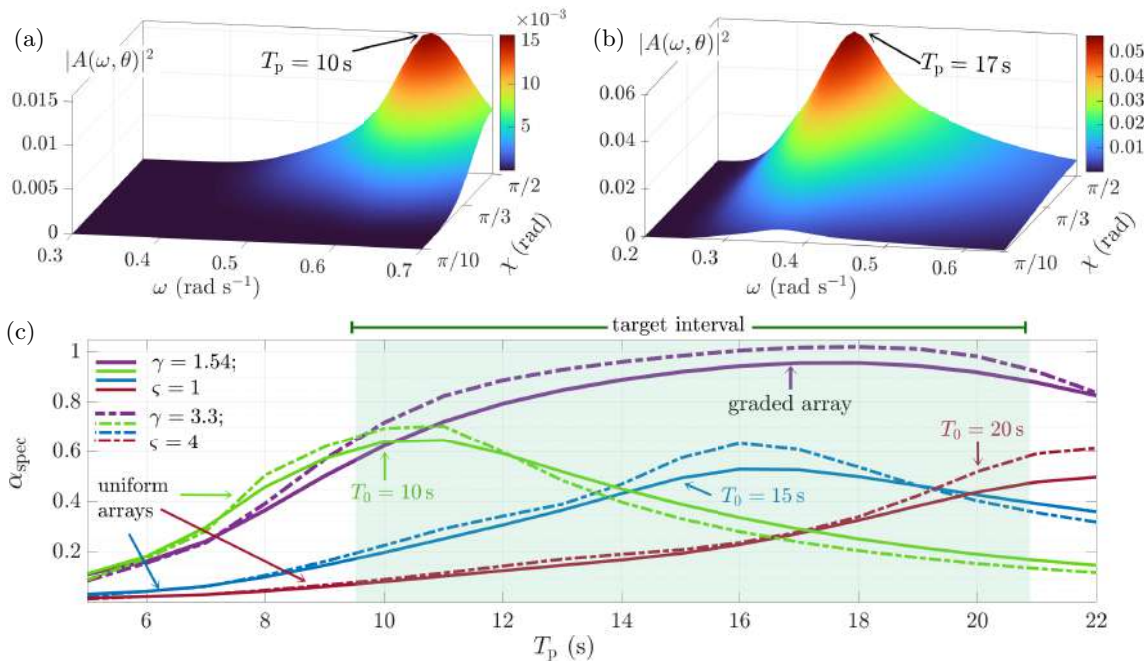 (a)
|A(ω, θ)|²
T_p = 10 s
×10⁻³
15
10
5
0.015
0.01
0.005
0
0.3
0.4
0.5
0.6
0.7
ω (rad s⁻¹)
π/2
π/3
π/10
χ (rad)
(b)
|A(ω, θ)|²
T_p = 17 s
0.05
0.04
0.03
0.02
0.01
0.06
0.04
0.02
0
0.2
0.3
0.4
0.5
0.6
ω (rad s⁻¹)
π/2
π/3
π/10
χ (rad)
(c)
target interval
γ = 1.54;
ς = 1
γ = 3.3;
ς = 4
graded array
T_0 = 20 s
T_0 = 10 s
T_0 = 15 s
uniform
arrays
1
0.8
0.6
0.4
0.2
α_spec
6
8
10
12
14
16
18
20
22
T_p (s)